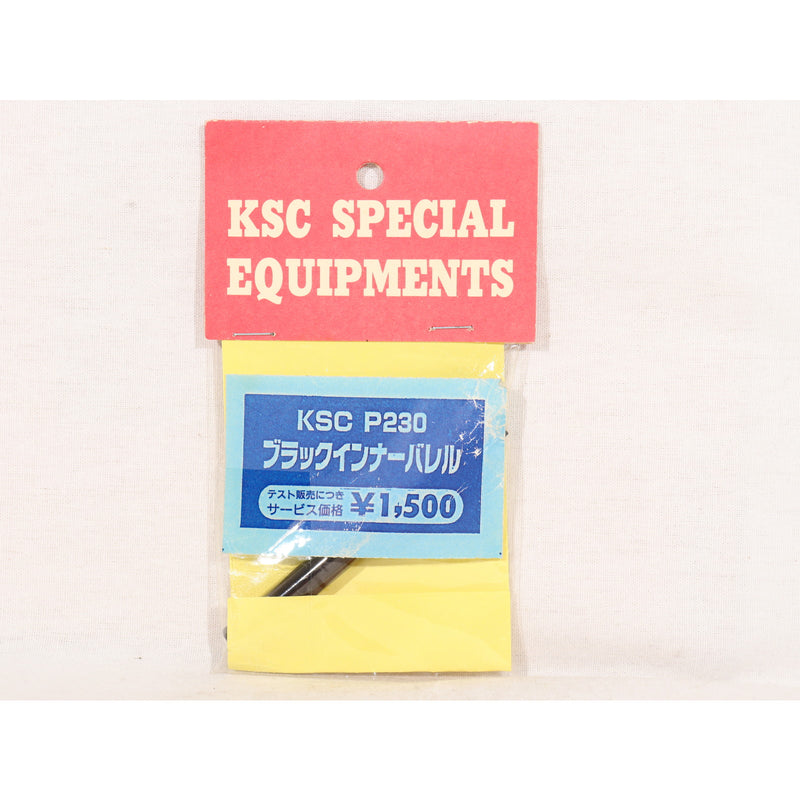 KSC SPECIAL
EQUIPMENTS
KSC P230
ブラックインナーバレル
テスト販売につき
サービス価格 ¥1,500